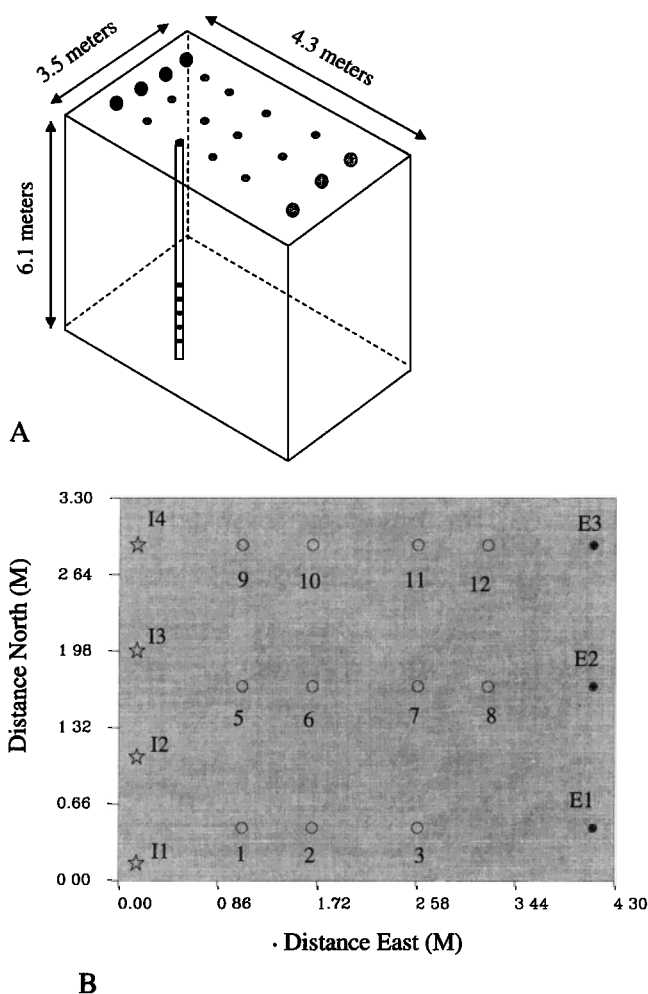 3.5 meters
4.3 meters
6.1 meters
A
3.30
2 64
1 98
1 32
0 66
0 00
Distance North (M)
I4
E3
9
10
11
12
I3
E2
5
6
7
8
I2
E1
I1
1
2
3
0.00
0 86
1.72
2 58
3 44
4 30
Distance East (M)
B